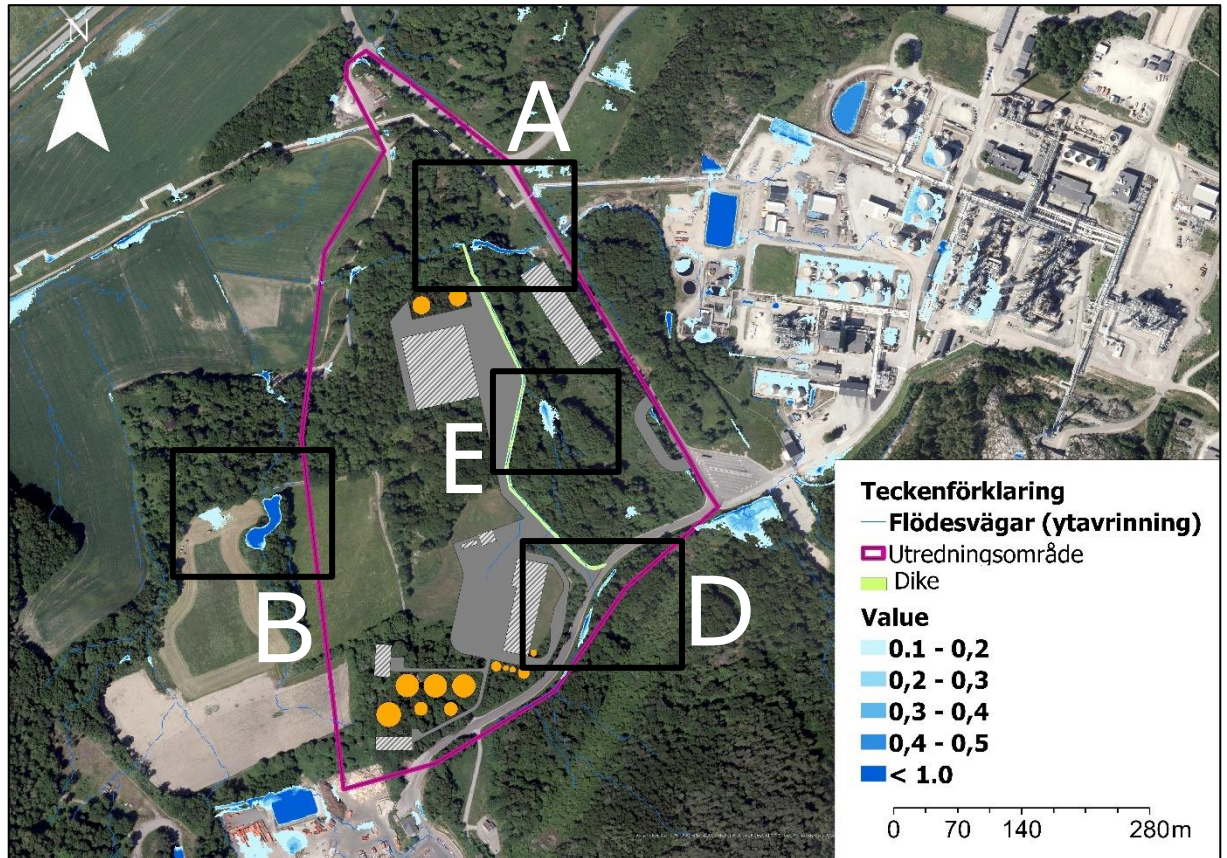 N
A
E
B
D
Teckenförklaring
Flödesvägar (ytavrinning)
Utredningsområde
Dike
Value
0.1 - 0,2
0,2 - 0,3
0,3 - 0,4
0,4 - 0,5
< 1.0
0 70 140 280m